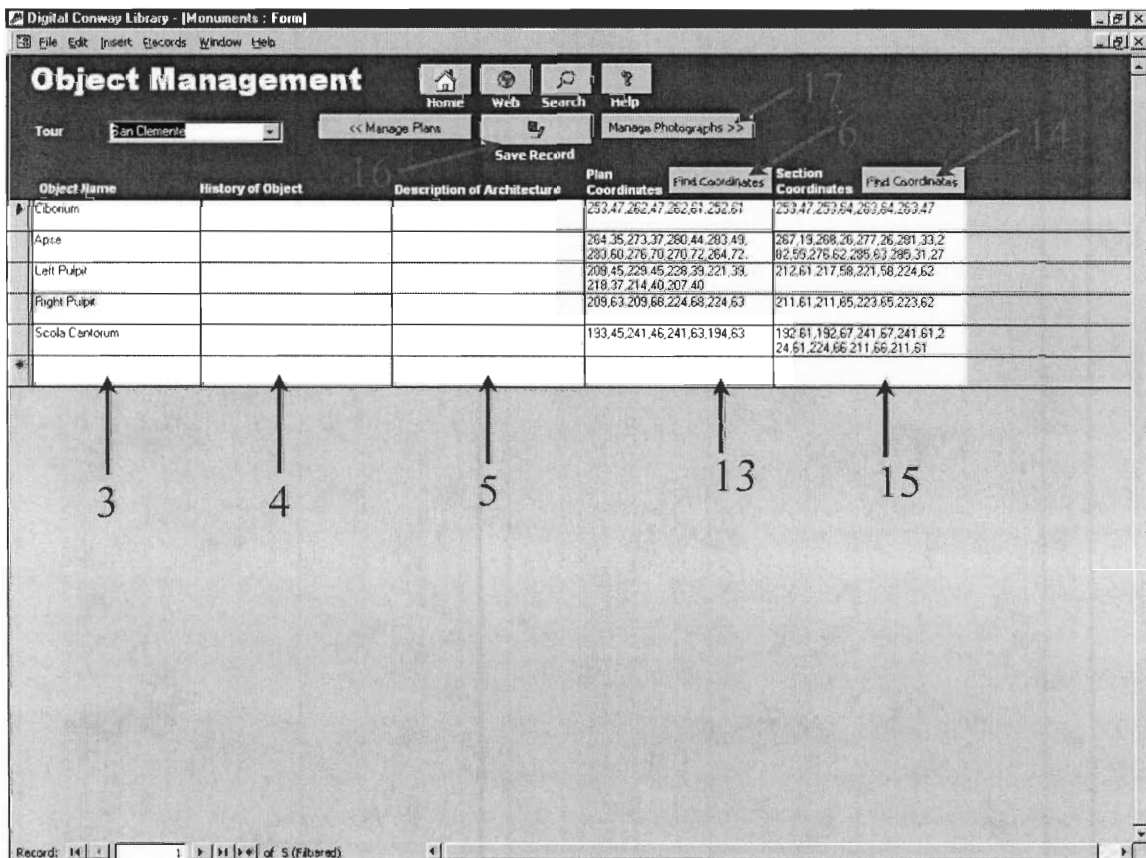 Digital Conway Library - [Monuments : Form]
File Edit Insert Records Window Help
Object Management
Home Web Search Help
17
Tour San Clemente << Manage Plans Manage Photographs >> 6 14
16 Save Record
Object Name History of Object Description of Architecture Plan Coordinates Find Coordinates Section Coordinates Find Coordinates
Ciborium 253,47,262,47,262,61,252,61 253,47,253,64,263,64,263,47
Apse 264,35,273,37,280,44,283,49, 267,19,268,26,277,26,281,33,2
283,60,276,70,270,72,264,72, 82,59,276,62,285,63,285,31,27
Left Pulpit 209,45,229,45,228,39,221,39, 212,61,217,58,221,58,224,62
218,37,214,40,207,40
Right Pulpit 209,63,209,68,224,68,224,63 211,61,211,65,223,65,223,62
Scola Cantorum 193,45,241,46,241,63,194,63 192,61,192,67,241,67,241,61,2
24,61,224,66,211,66,211,61
3 4 5 13 15
Record: 1 of 5 (Filtered)